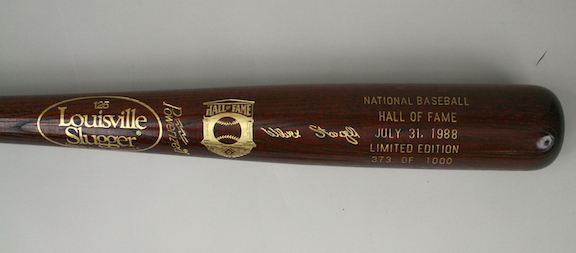 125
Louisville
Slugger
Powerized
HALL OF FAME
NATIONAL BASEBALL
HALL OF FAME
JULY 31, 1988
LIMITED EDITION
373 OF 1000